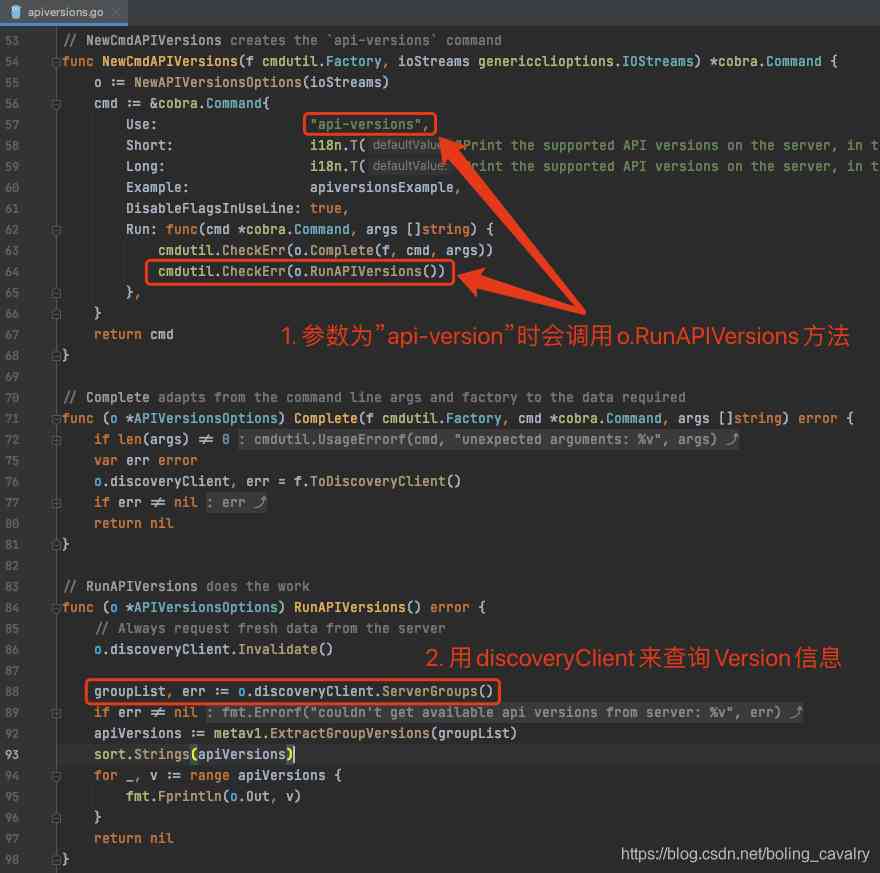 apiversions.go
53 // NewCmdAPIVersions creates the `api-versions` command
54 func NewCmdAPIVersions(f cmdutil.Factory, ioStreams genericclioptions.IOStreams) *cobra.Command {
55 o := NewAPIVersionsOptions(ioStreams)
56 cmd := &cobra.Command{
57 Use: "api-versions",
58 Short: i18n.T( defaultValue: "Print the supported API versions on the server, in t
59 Long: i18n.T( defaultValue: "Print the supported API versions on the server, in t
60 Example: apiversionsExample,
61 DisableFlagsInUseLine: true,
62 Run: func(cmd *cobra.Command, args []string) {
63 cmdutil.CheckErr(o.Complete(f, cmd, args))
64 cmdutil.CheckErr(o.RunAPIVersions())
65 },
66 }
67 return cmd
1. 参数为”api-version”时会调用 o.RunAPIVersions 方法
68 }
69
70 // Complete adapts from the command line args and factory to the data required
71 func (o *APIVersionsOptions) Complete(f cmdutil.Factory, cmd *cobra.Command, args []string) error {
72 if len(args) ≠ 0 : cmdutil.UsageErrorf(cmd, "unexpected arguments: %v", args) ⤴
75 var err error
76 o.discoveryClient, err = f.ToDiscoveryClient()
77 if err ≠ nil : err ⤴
80 return nil
81 }
82
83 // RunAPIVersions does the work
84 func (o *APIVersionsOptions) RunAPIVersions() error {
85 // Always request fresh data from the server
86 o.discoveryClient.Invalidate()
2. 用 discoveryClient 来查询 Version 信息
87
88 groupList, err := o.discoveryClient.ServerGroups()
89 if err ≠ nil : fmt.Errorf("couldn't get available api versions from server: %v", err) ⤴
92 apiVersions := metav1.ExtractGroupVersions(groupList)
93 sort.Strings(apiVersions)
94 for _, v := range apiVersions {
95 fmt.Fprintln(o.Out, v)
96 }
97 return nil
98 }
https://blog.csdn.net/boling_cavalry